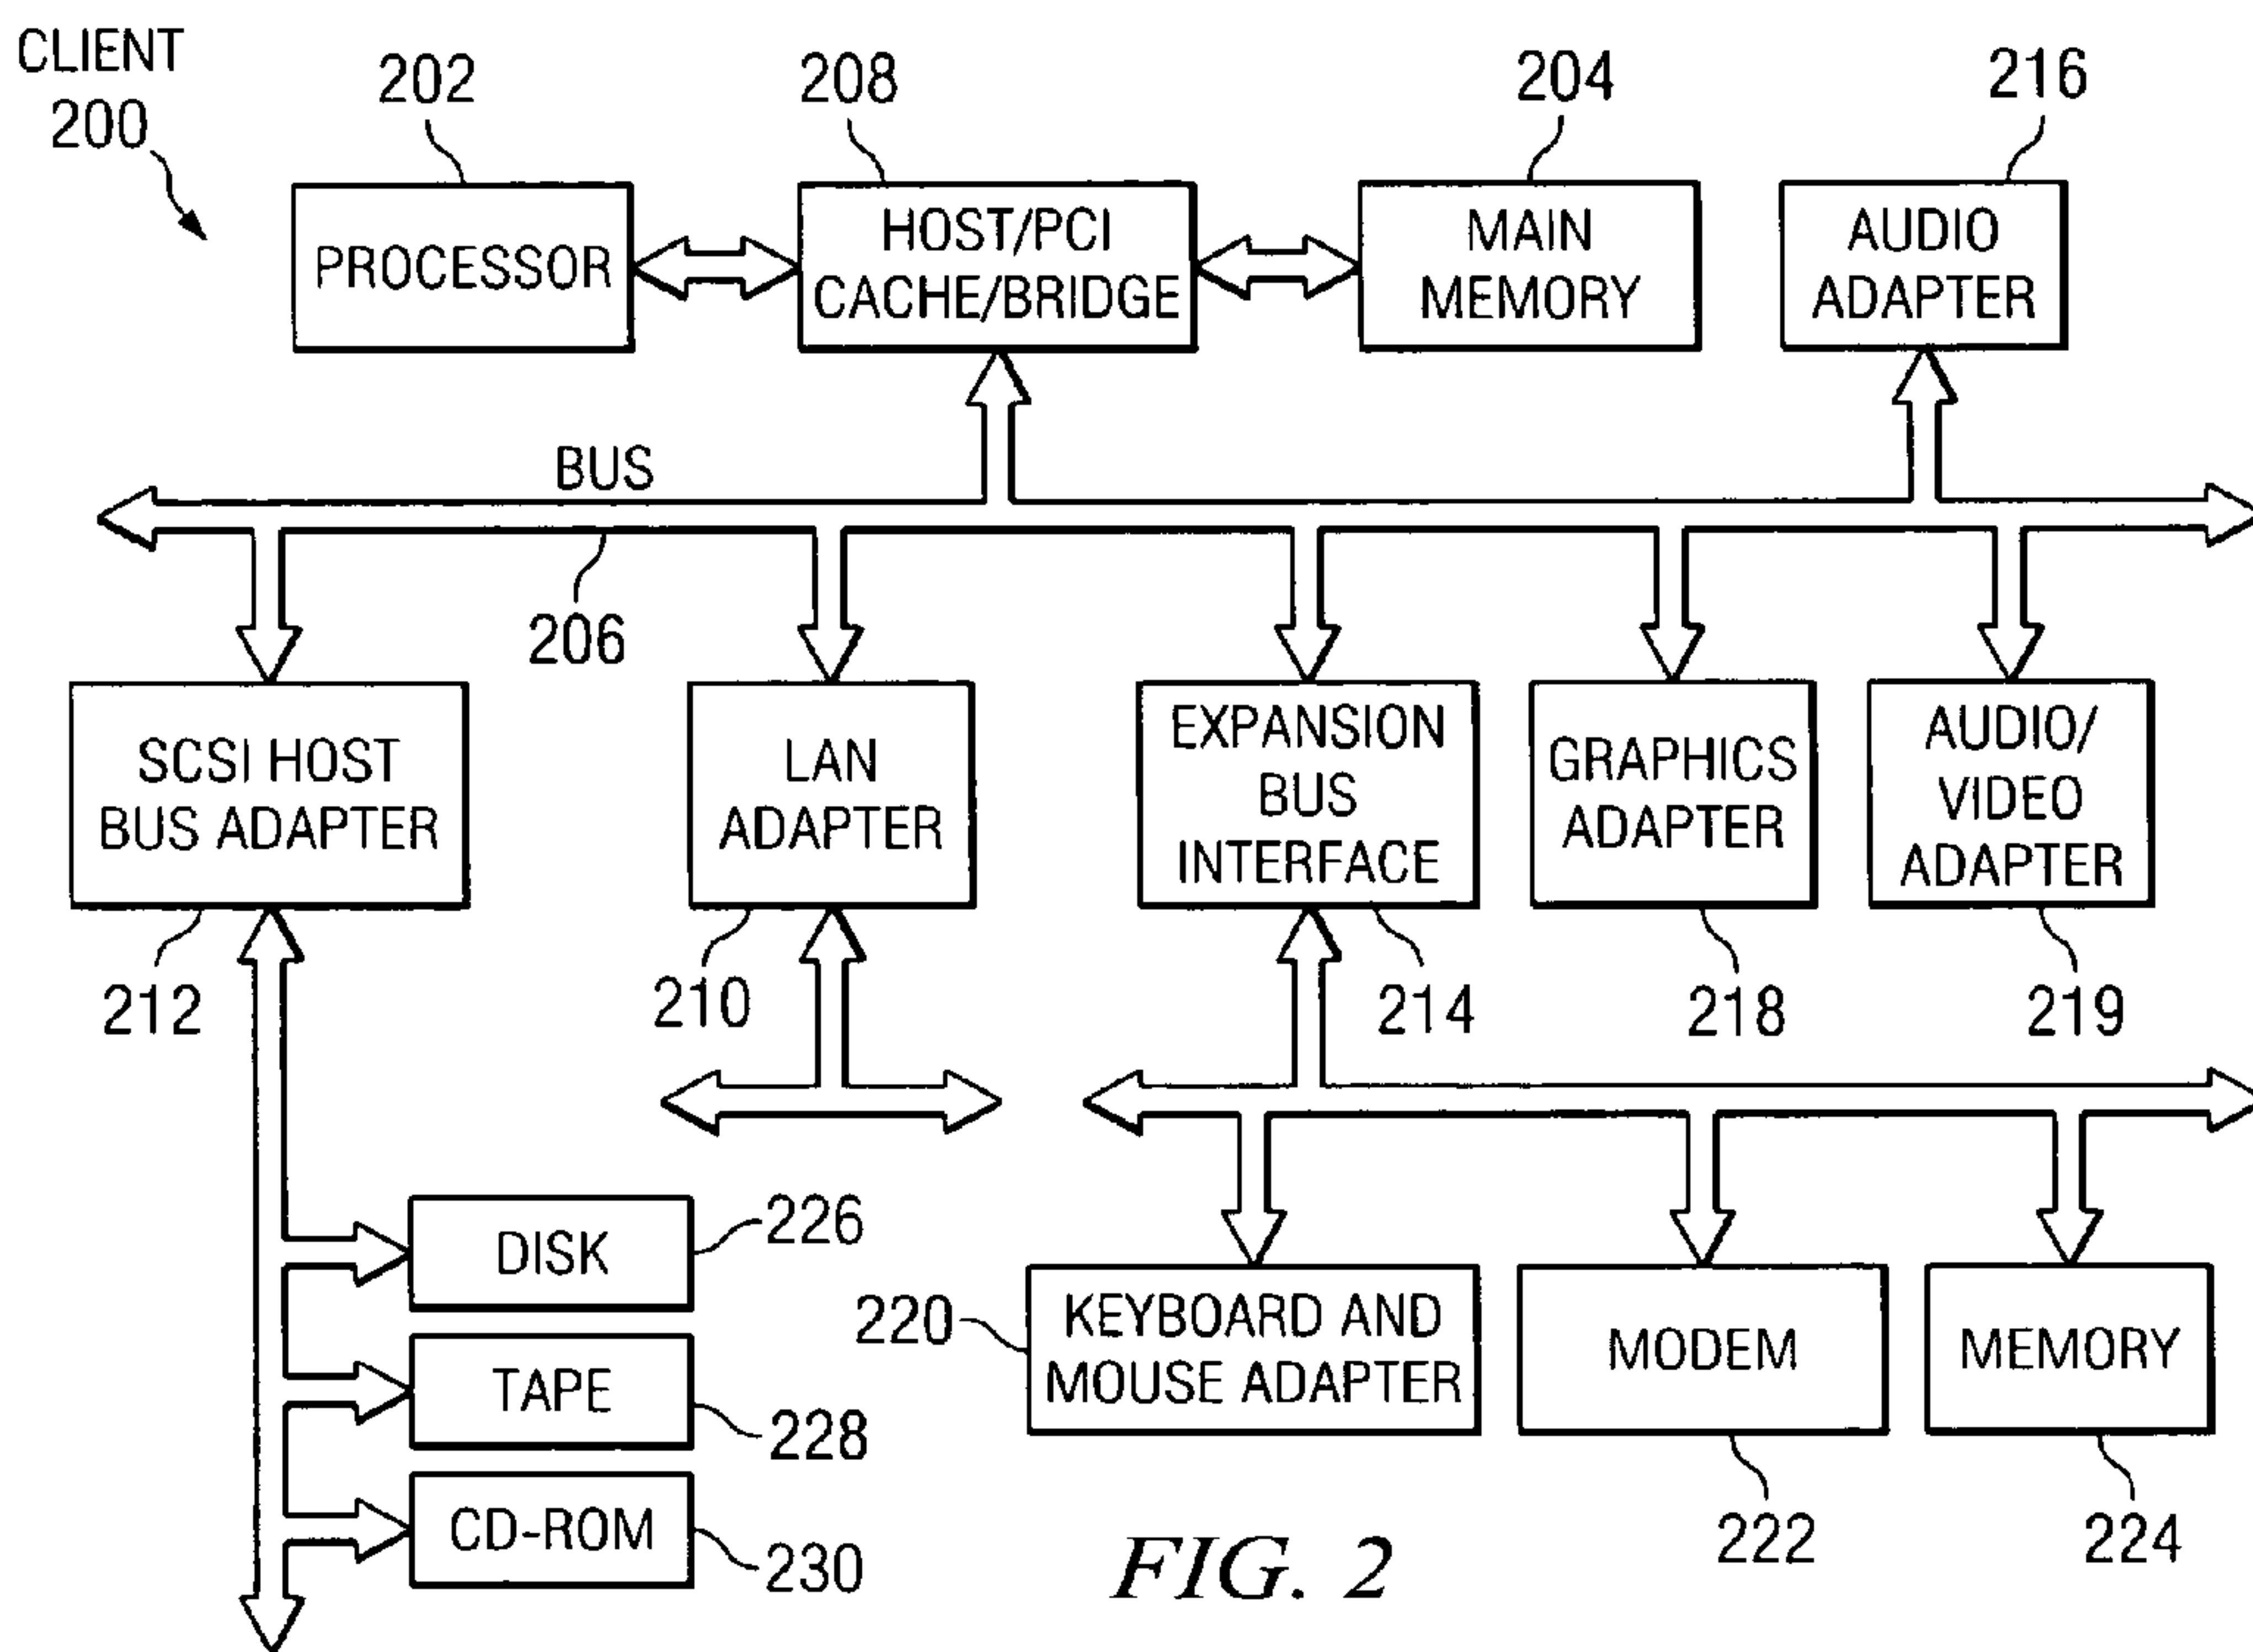 CLIENT
200
202
208
204
216
PROCESSOR
HOST/PCI
CACHE/BRIDGE
MAIN
MEMORY
AUDIO
ADAPTER
BUS
206
SCSI HOST
BUS ADAPTER
LAN
ADAPTER
EXPANSION
BUS
INTERFACE
GRAPHICS
ADAPTER
AUDIO/
VIDEO
ADAPTER
212
210
214
218
219
DISK
226
TAPE
228
CD-ROM
230
220
KEYBOARD AND
MOUSE ADAPTER
MODEM
MEMORY
222
224
FIG. 2